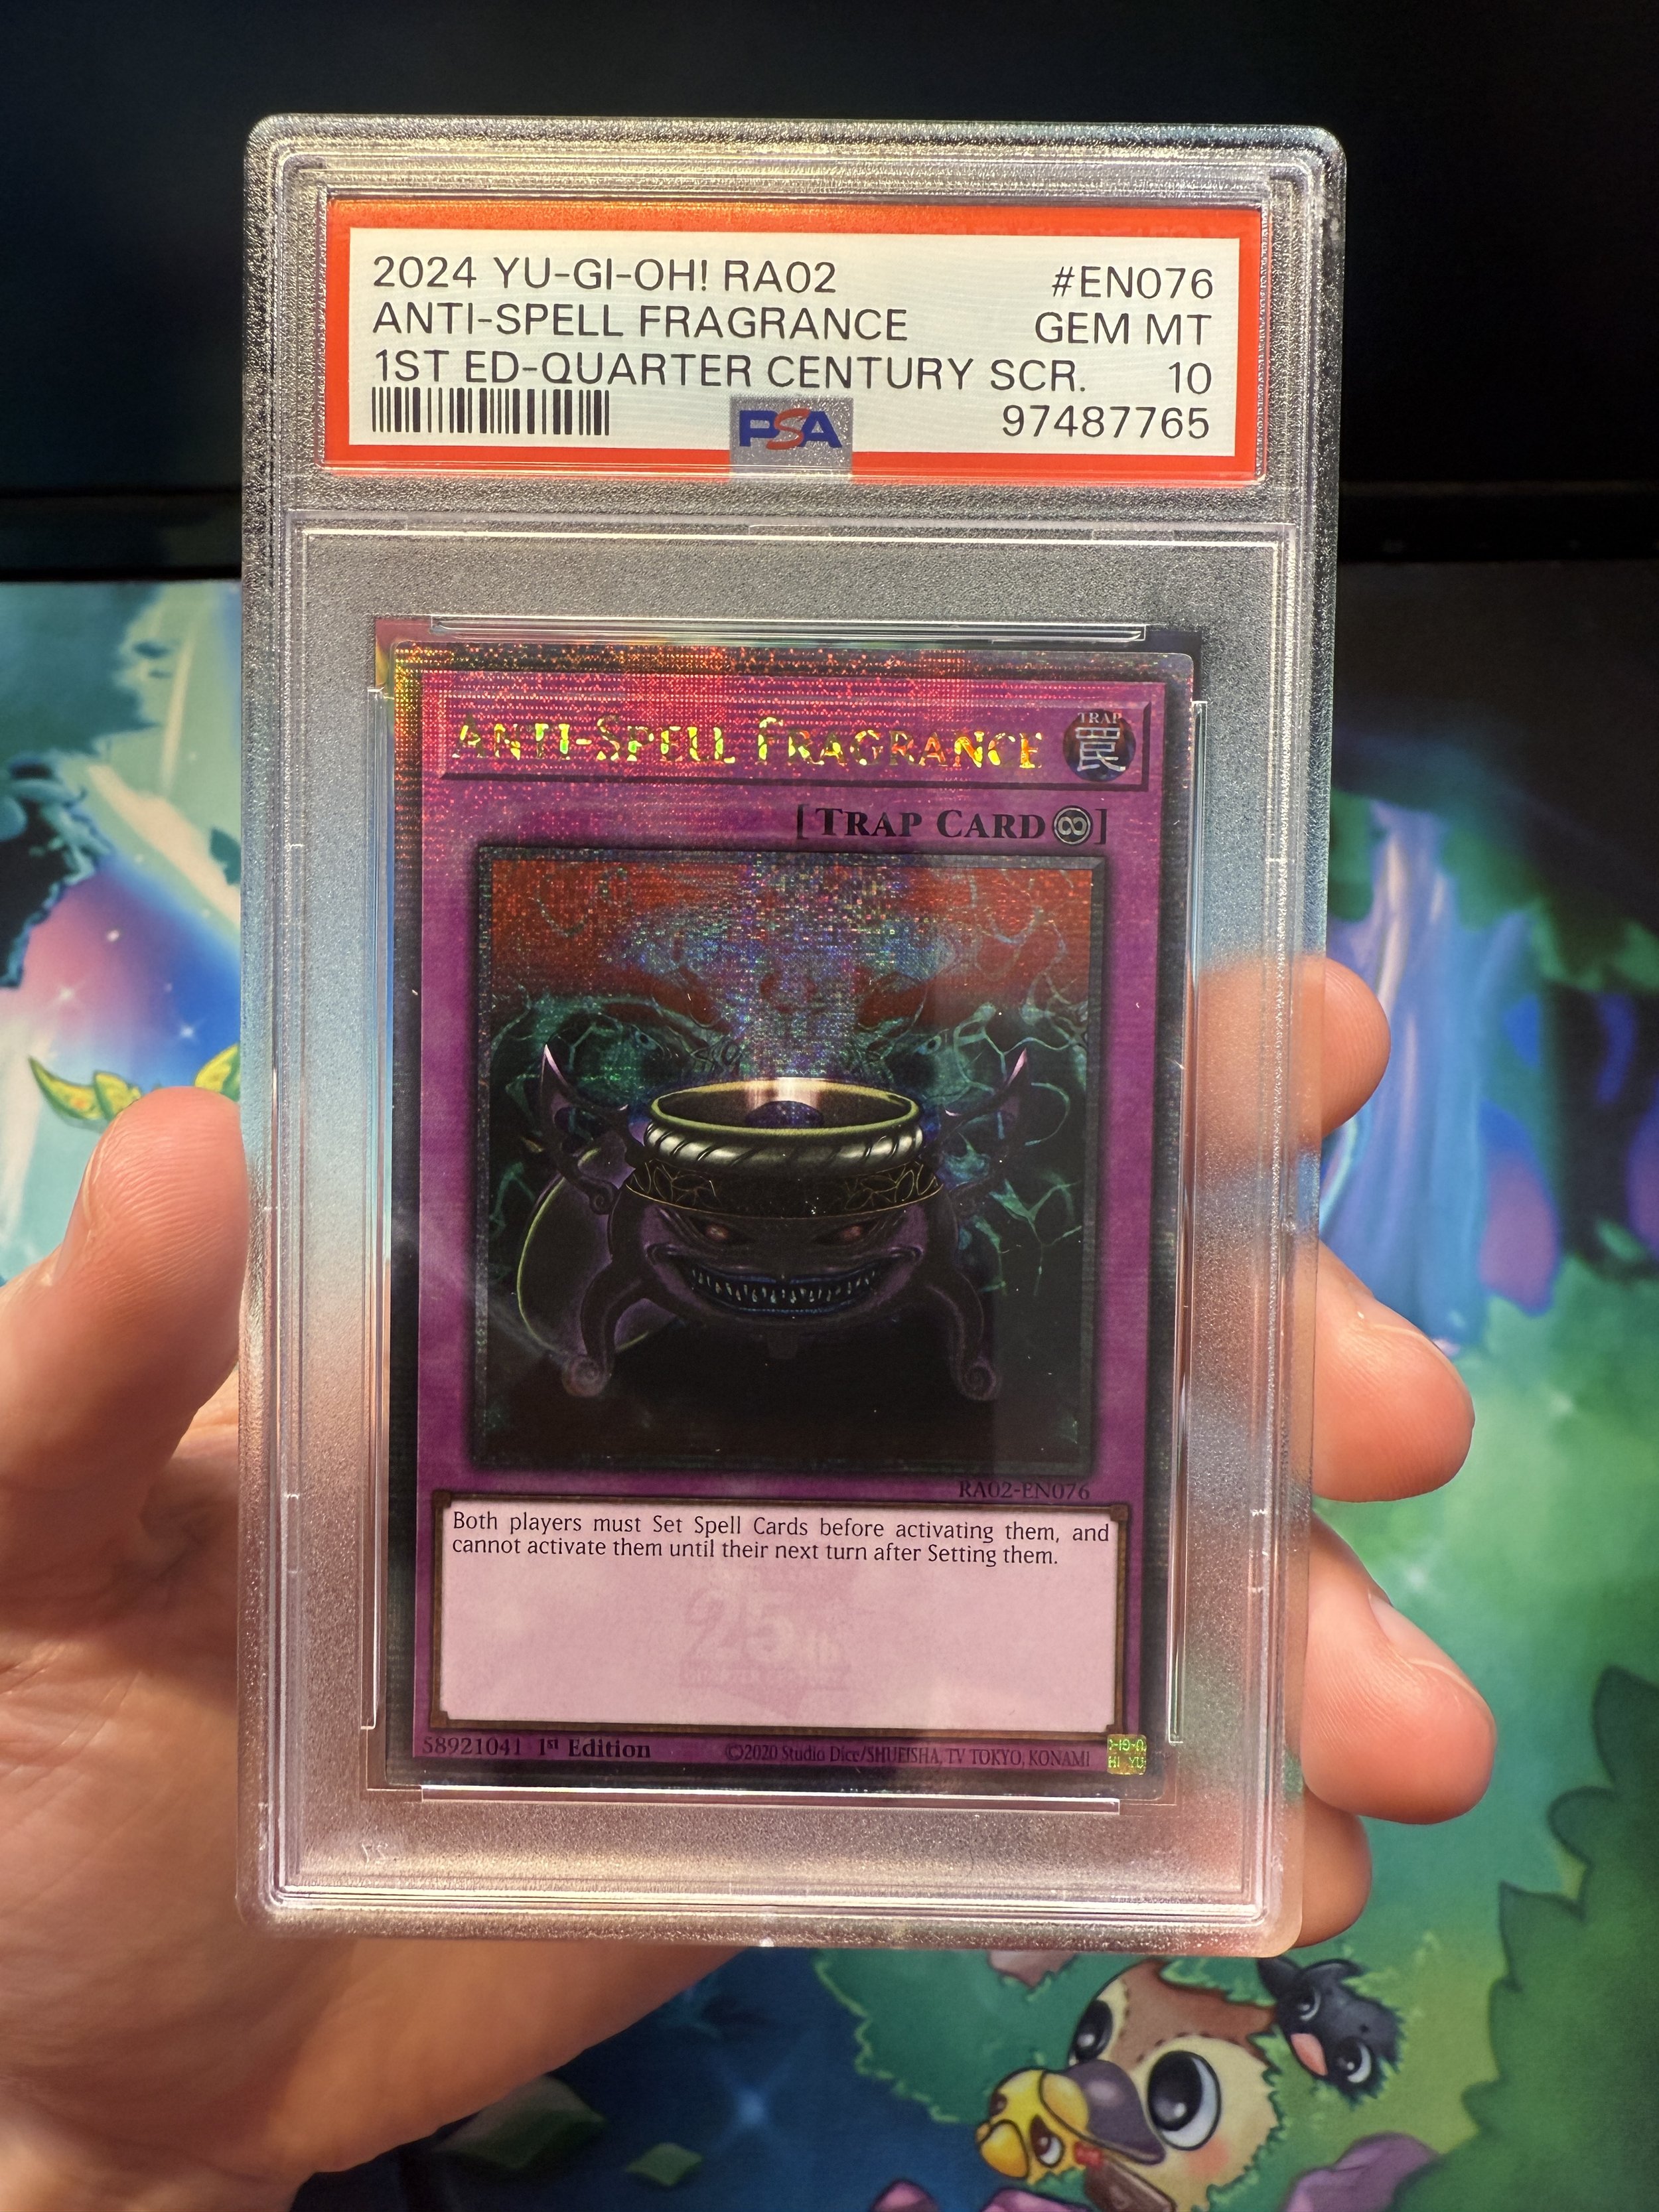 2024 YU-GI-OH! RA02 #EN076
ANTI-SPELL FRAGRANCE GEM MT
1ST ED-QUARTER CENTURY SCR. 10
PSA 97487765
ANTI-SPELL FRAGRANCE TRAP 罠
[TRAP CARD]
RA02-EN076
Both players must Set Spell Cards before activating them, and
cannot activate them until their next turn after Setting them.
25th
58921041 1st Edition ©2020 Studio Dice/SHUEISHA, TV TOKYO, KONAMI